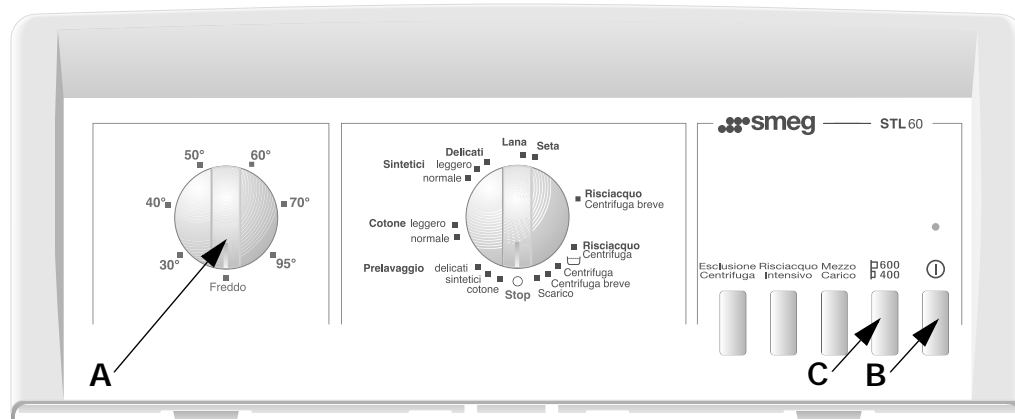 smeg
STL60
50°
60°
40°
70°
30°
95°
Freddo
A
Lana
Seta
Delicati
Sintetici leggero
normale
Risciacquo
Centrifuga breve
Cotone leggero
normale
Risciacquo
Centrifuga
Prelavaggio delicati
sintetici
cotone
Stop
Centrifuga
Centrifuga breve
Scarico
Esclusione
Centrifuga
Risciacquo
Intensivo
Mezzo
Carico
600
400
C
B